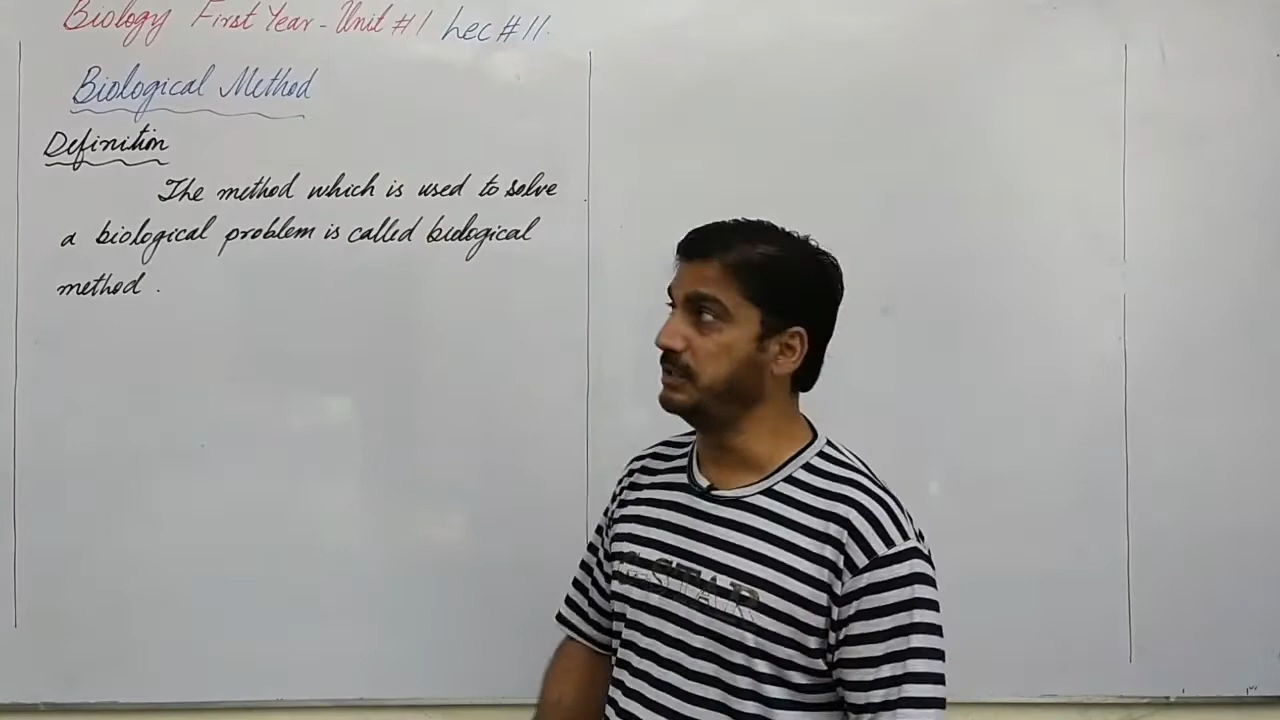 Biology First Year - Unit #1 Lec #11.
Biological Method
Definition
The method which is used to solve
a biological problem is called biological
method.
G-STAR